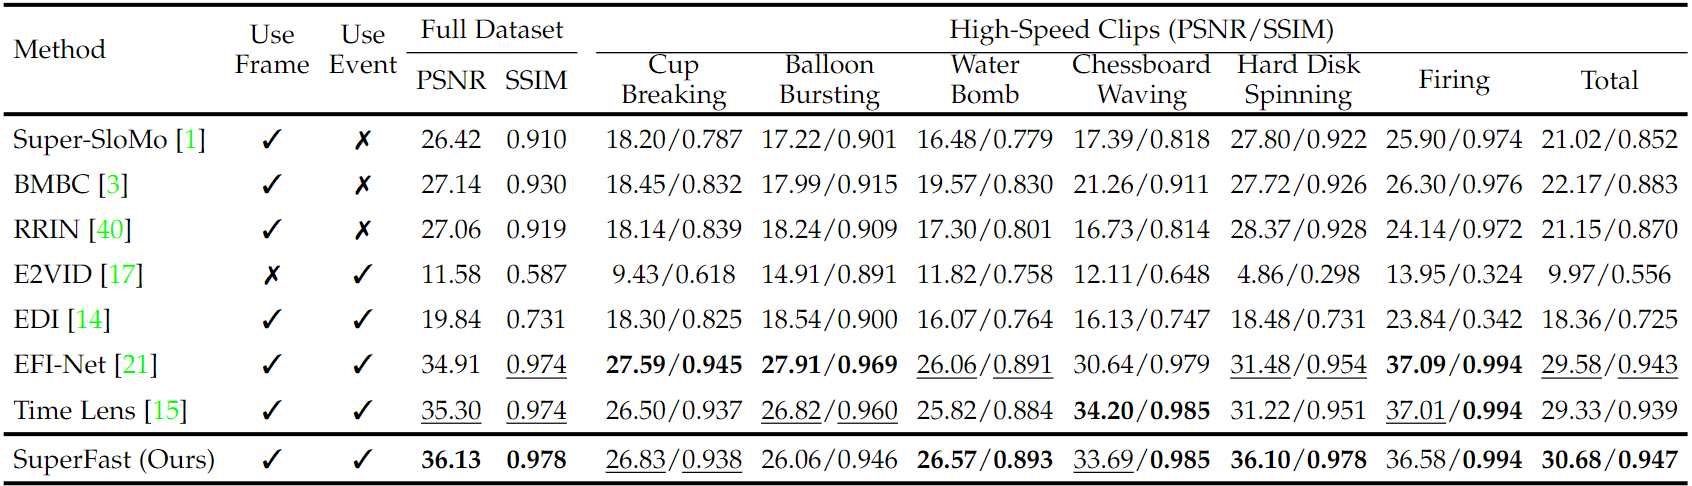 Method Use Frame Use Event Full Dataset High-Speed Clips (PSNR/SSIM)
PSNR SSIM Cup Breaking Balloon Bursting Water Bomb Chessboard Waving Hard Disk Spinning Firing Total
Super-SloMo [1] ✓ ✗ 26.42 0.910 18.20/0.787 17.22/0.901 16.48/0.779 17.39/0.818 27.80/0.922 25.90/0.974 21.02/0.852
BMBC [3] ✓ ✗ 27.14 0.930 18.45/0.832 17.99/0.915 19.57/0.830 21.26/0.911 27.72/0.926 26.30/0.976 22.17/0.883
RRIN [40] ✓ ✗ 27.06 0.919 18.14/0.839 18.24/0.909 17.30/0.801 16.73/0.814 28.37/0.928 24.14/0.972 21.15/0.870
E2VID [17] ✗ ✓ 11.58 0.587 9.43/0.618 14.91/0.891 11.82/0.758 12.11/0.648 4.86/0.298 13.95/0.324 9.97/0.556
EDI [14] ✓ ✓ 19.84 0.731 18.30/0.825 18.54/0.900 16.07/0.764 16.13/0.747 18.48/0.731 23.84/0.342 18.36/0.725
EFI-Net [21] ✓ ✓ 34.91 0.974 27.59/0.945 27.91/0.969 26.06/0.891 30.64/0.979 31.48/0.954 37.09/0.994 29.58/0.943
Time Lens [15] ✓ ✓ 35.30 0.974 26.50/0.937 26.82/0.960 25.82/0.884 34.20/0.985 31.22/0.951 37.01/0.994 29.33/0.939
SuperFast (Ours) ✓ ✓ 36.13 0.978 26.83/0.938 26.06/0.946 26.57/0.893 33.69/0.985 36.10/0.978 36.58/0.994 30.68/0.947